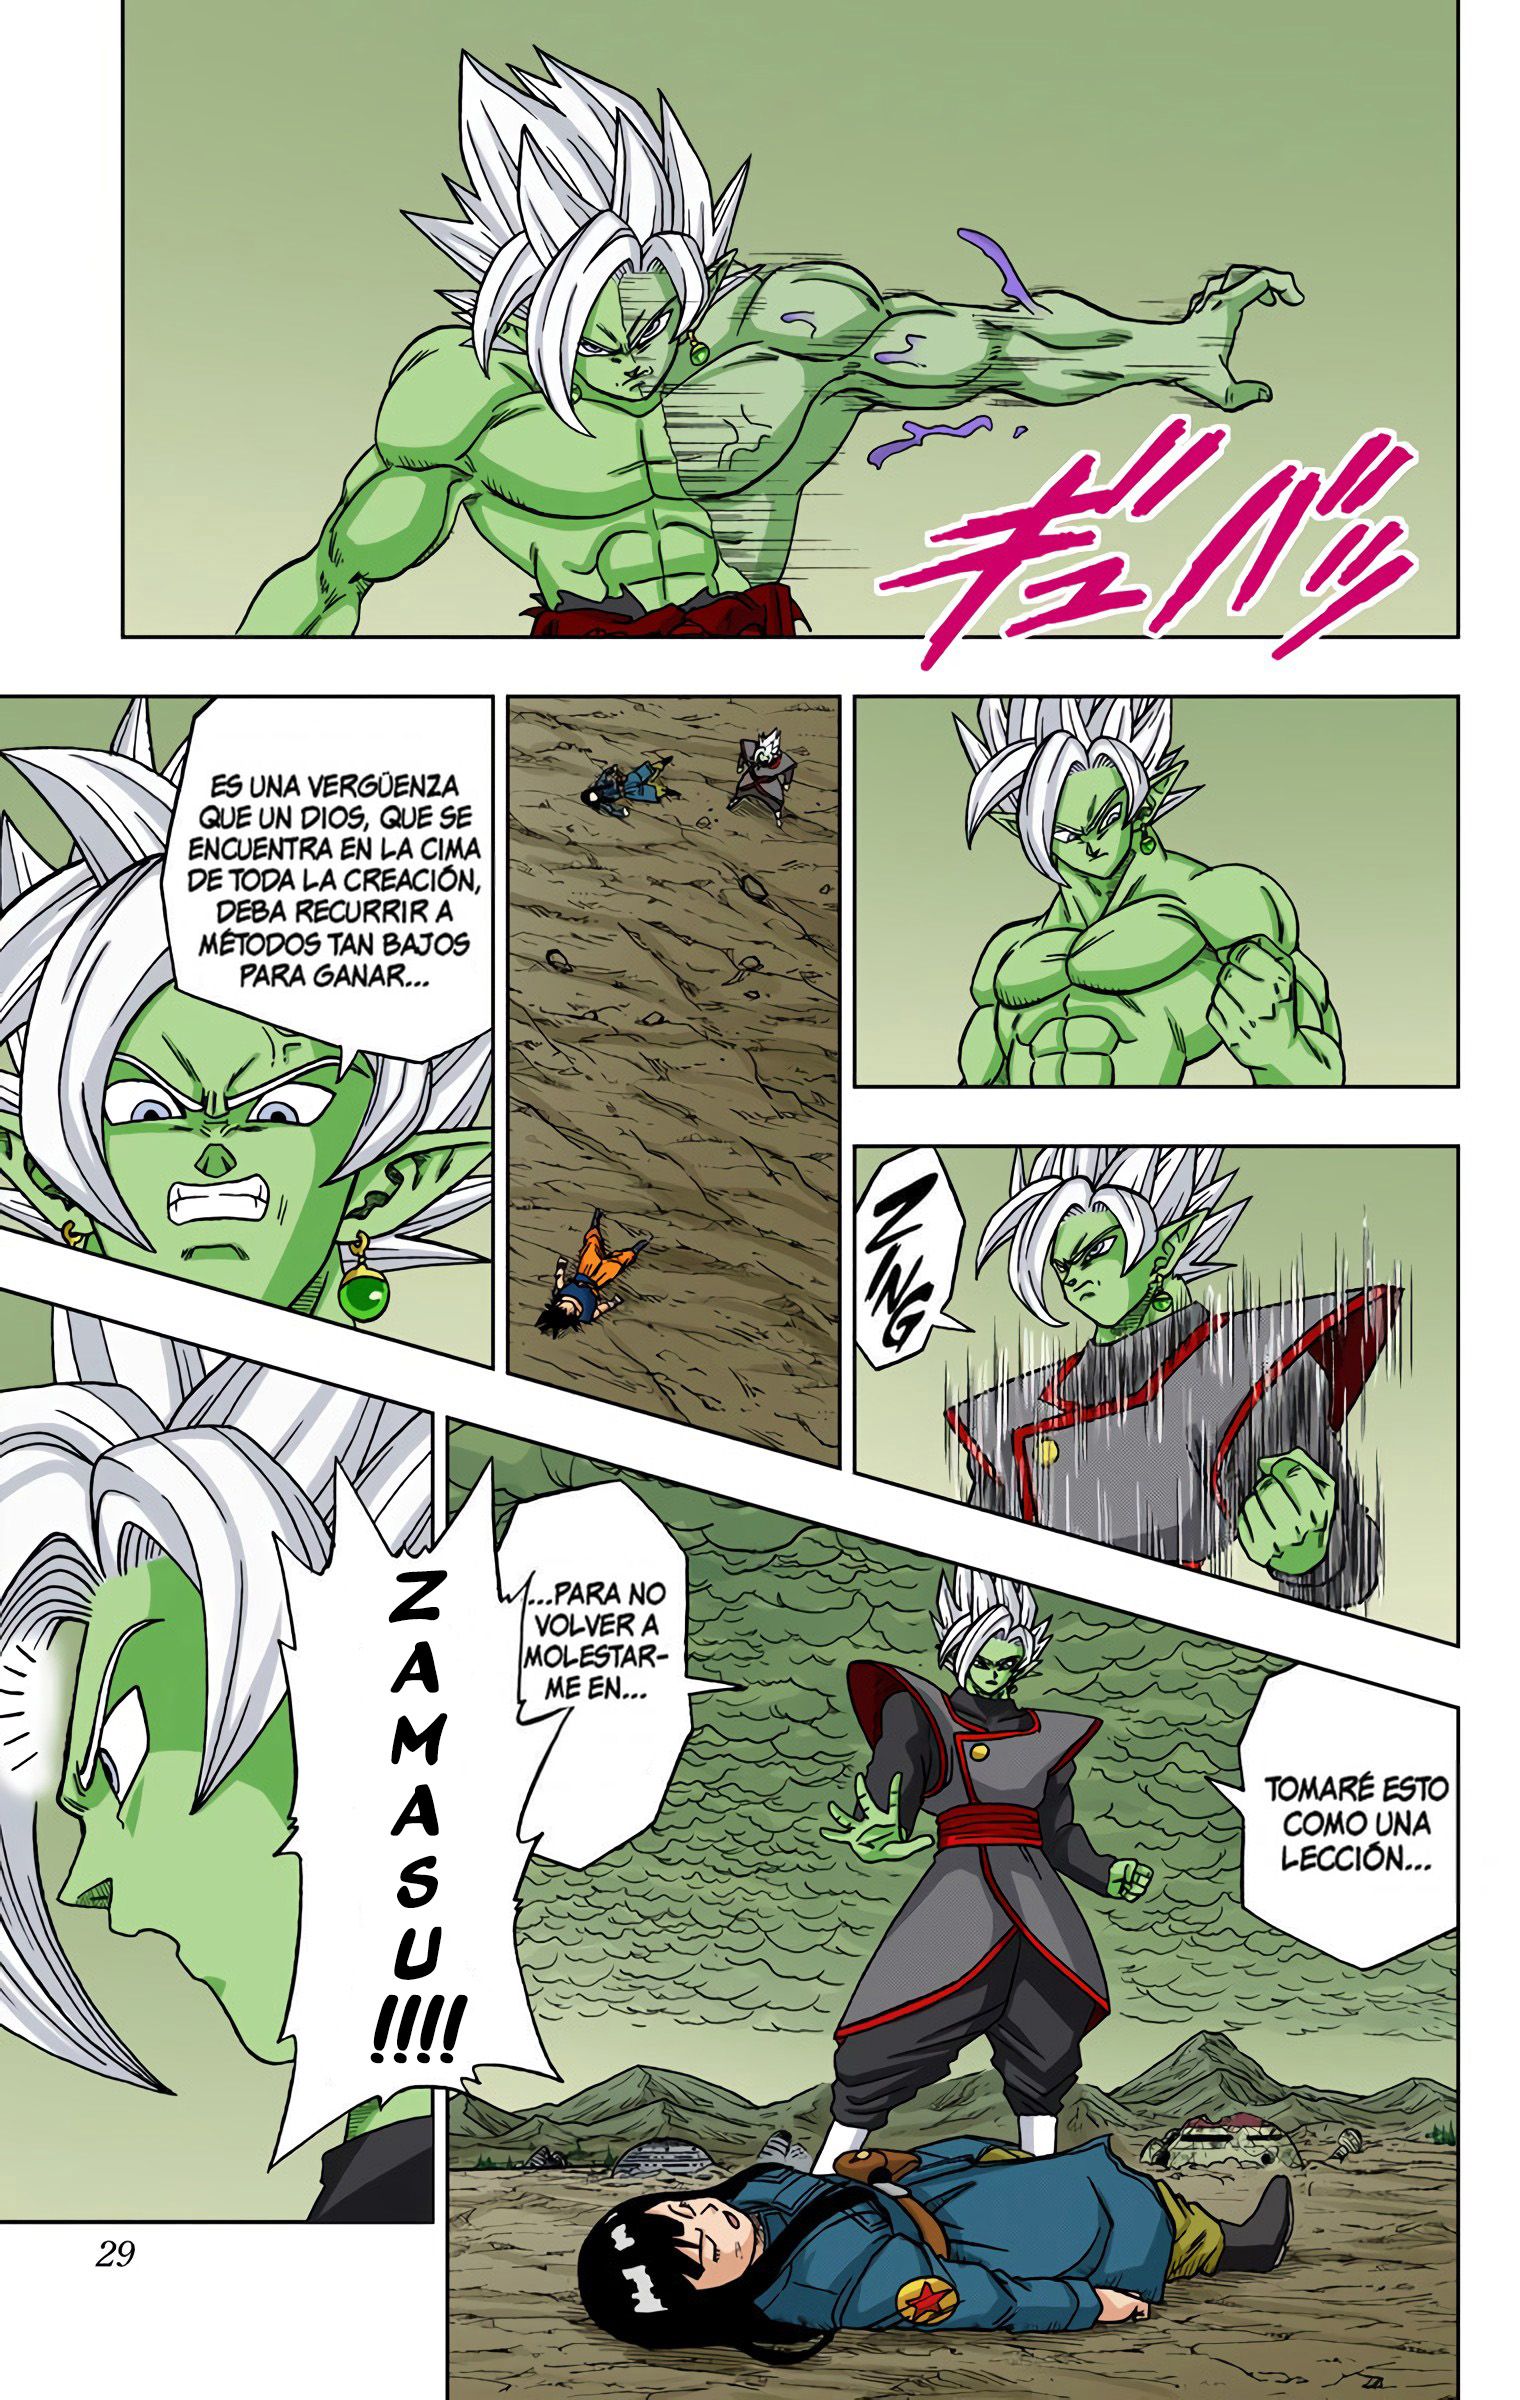 ギュバッ
ZING
ES UNA VERGÜENZA
QUE UN DIOS, QUE SE
ENCUENTRA EN LA CIMA
DE TODA LA CREACIÓN,
DEBA RECURRIR A
MÉTODOS TAN BAJOS
PARA GANAR...
TOMARÉ ESTO
COMO UNA
LECCIÓN...
...PARA NO
VOLVER A
MOLESTAR-
ME EN...
ZAMASU!!!!
29